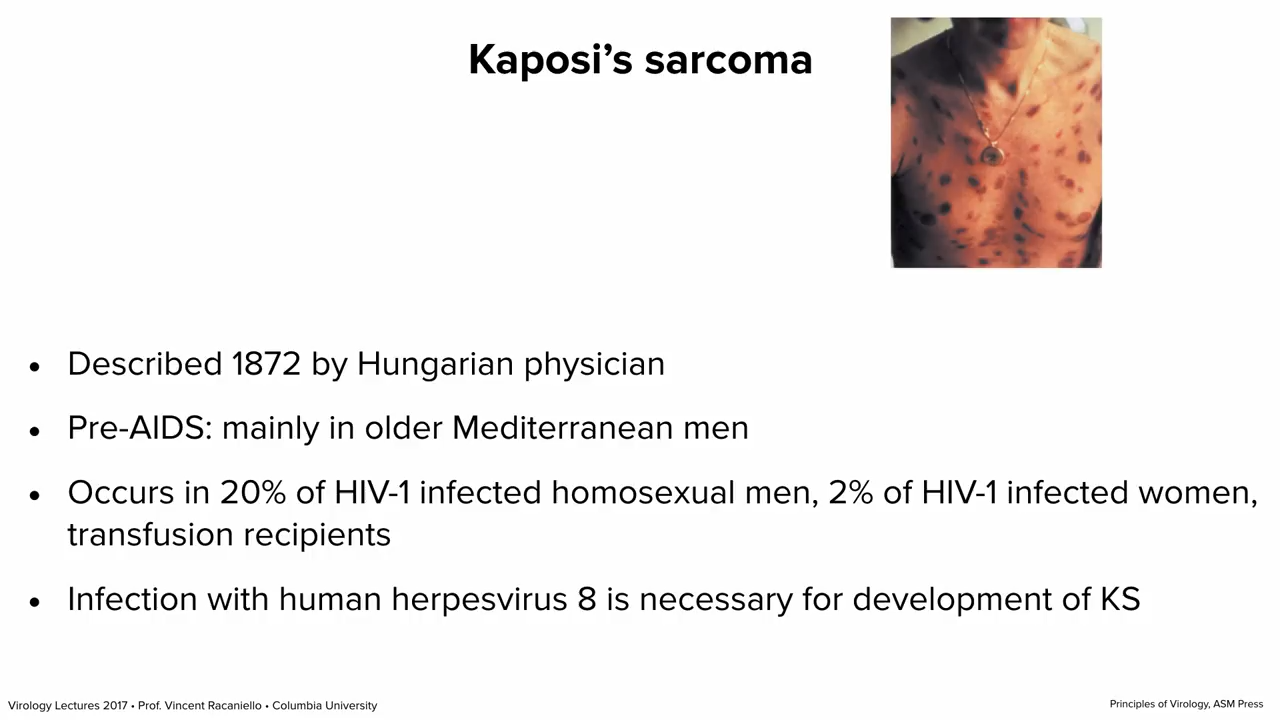 Kaposi’s sarcoma
• Described 1872 by Hungarian physician
• Pre-AIDS: mainly in older Mediterranean men
• Occurs in 20% of HIV-1 infected homosexual men, 2% of HIV-1 infected women,
transfusion recipients
• Infection with human herpesvirus 8 is necessary for development of KS
Virology Lectures 2017 • Prof. Vincent Racaniello • Columbia University
Principles of Virology, ASM Press